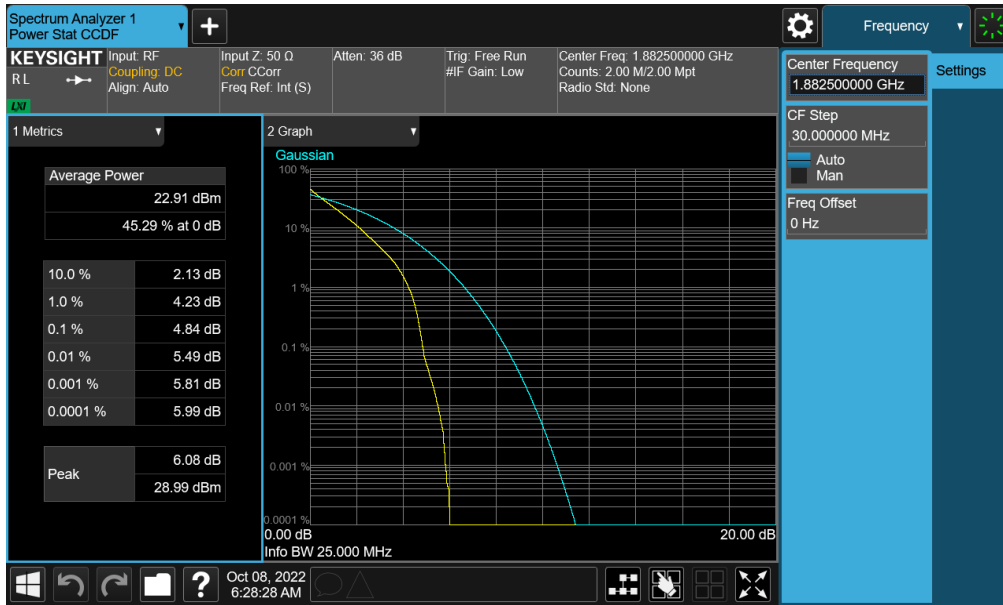 Spectrum Analyzer 1
Power Stat CCDF
Frequency
KEYSIGHT
R L
LXI
Input: RF
Coupling: DC
Align: Auto
Input Z: 50 Ω
Corr CCorr
Freq Ref: Int (S)
Atten: 36 dB
Trig: Free Run
#IF Gain: Low
Center Freq: 1.882500000 GHz
Counts: 2.00 M/2.00 Mpt
Radio Std: None
Center Frequency
1.882500000 GHz
Settings
CF Step
30.000000 MHz
Auto
Man
Freq Offset
0 Hz
1 Metrics
Average Power
22.91 dBm
45.29 % at 0 dB
10.0 % 2.13 dB
1.0 % 4.23 dB
0.1 % 4.84 dB
0.01 % 5.49 dB
0.001 % 5.81 dB
0.0001 % 5.99 dB
Peak
6.08 dB
28.99 dBm
2 Graph
Gaussian
100 %
10 %
1 %
0.1 %
0.01 %
0.001 %
0.0001 %
0.00 dB 20.00 dB
Info BW 25.000 MHz
?
Oct 08, 2022
6:28:28 AM